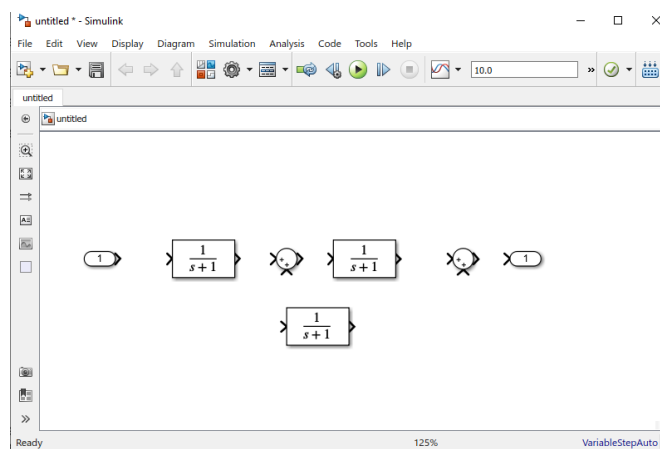 untitled * - Simulink
File Edit View Display Diagram Simulation Analysis Code Tools Help
10.0 »
untitled
untitled
1
1
s + 1
+
+
1
s + 1
+
+
1
1
s + 1
Ready 125% VariableStepAuto